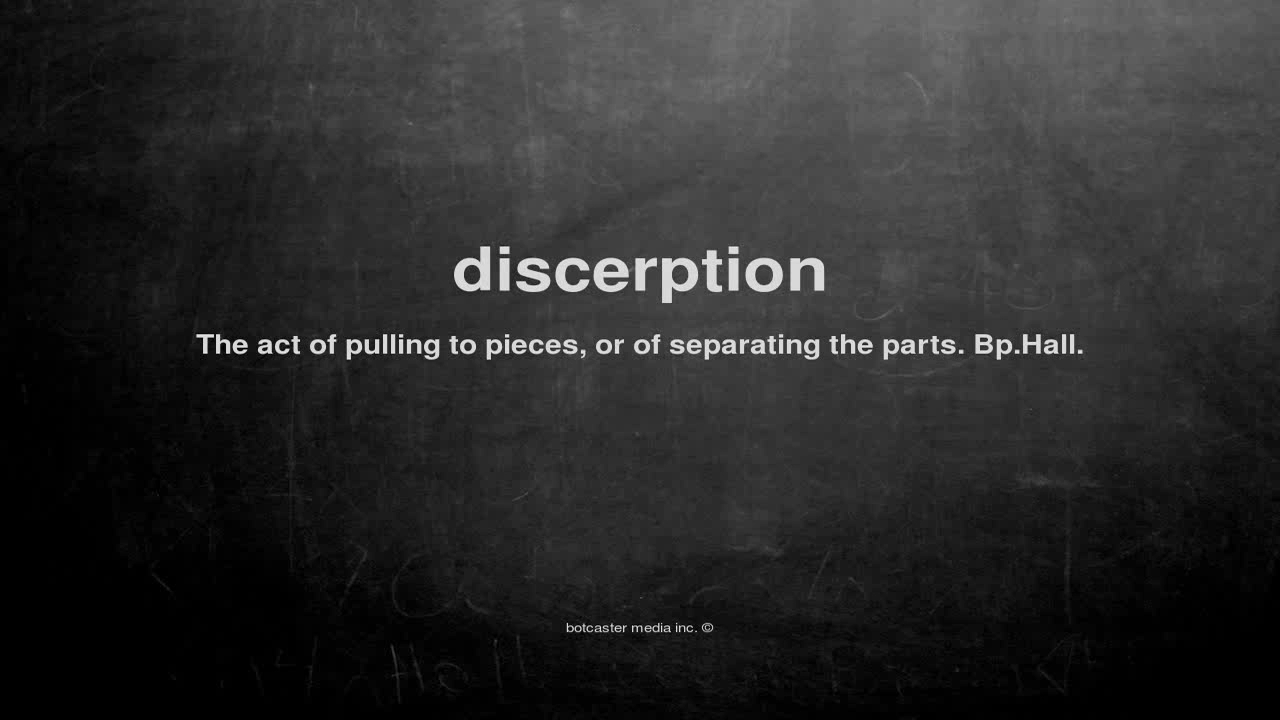 discerption
The act of pulling to pieces, or of separating the parts. Bp.Hall.
botcaster media inc. ©